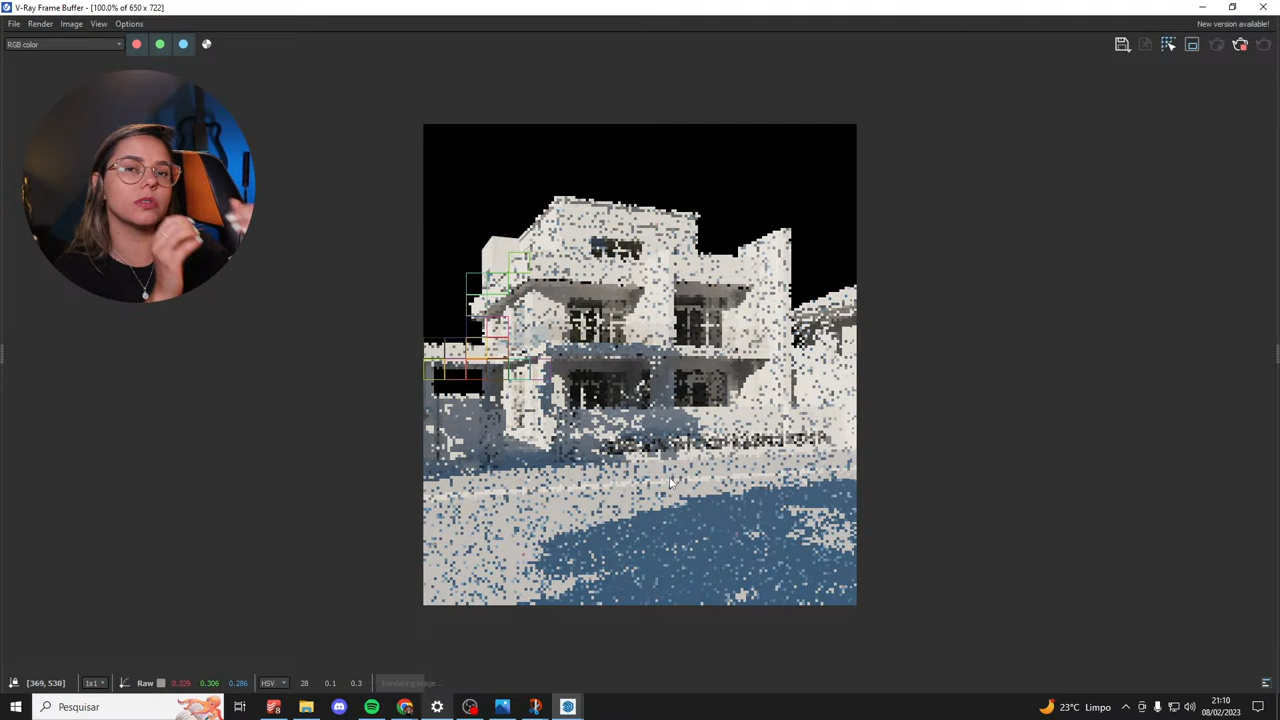 V-Ray Frame Buffer - [100.0% of 650 x 722]
File Render Image View Options
New version available!
RGB color
[369, 530] 1x1 Raw 0.329 0.306 0.286 HSV 28 0.1 0.3 Rendering image...
Pesquisar
23°C Limpo
21:10
08/02/2023